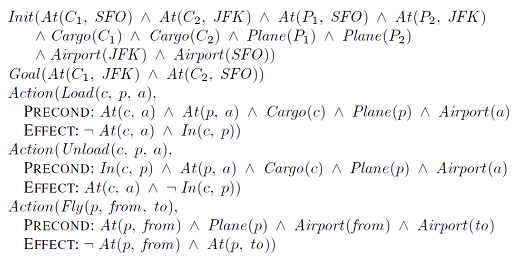 Init(At(C₁, SFO) ∧ At(C₂, JFK) ∧ At(P₁, SFO) ∧ At(P₂, JFK)
∧ Cargo(C₁) ∧ Cargo(C₂) ∧ Plane(P₁) ∧ Plane(P₂)
∧ Airport(JFK) ∧ Airport(SFO))
Goal(At(C₁, JFK) ∧ At(C₂, SFO))
Action(Load(c, p, a),
PRECOND: At(c, a) ∧ At(p, a) ∧ Cargo(c) ∧ Plane(p) ∧ Airport(a)
EFFECT: ¬ At(c, a) ∧ In(c, p))
Action(Unload(c, p, a),
PRECOND: In(c, p) ∧ At(p, a) ∧ Cargo(c) ∧ Plane(p) ∧ Airport(a)
EFFECT: At(c, a) ∧ ¬ In(c, p))
Action(Fly(p, from, to),
PRECOND: At(p, from) ∧ Plane(p) ∧ Airport(from) ∧ Airport(to)
EFFECT: ¬ At(p, from) ∧ At(p, to))